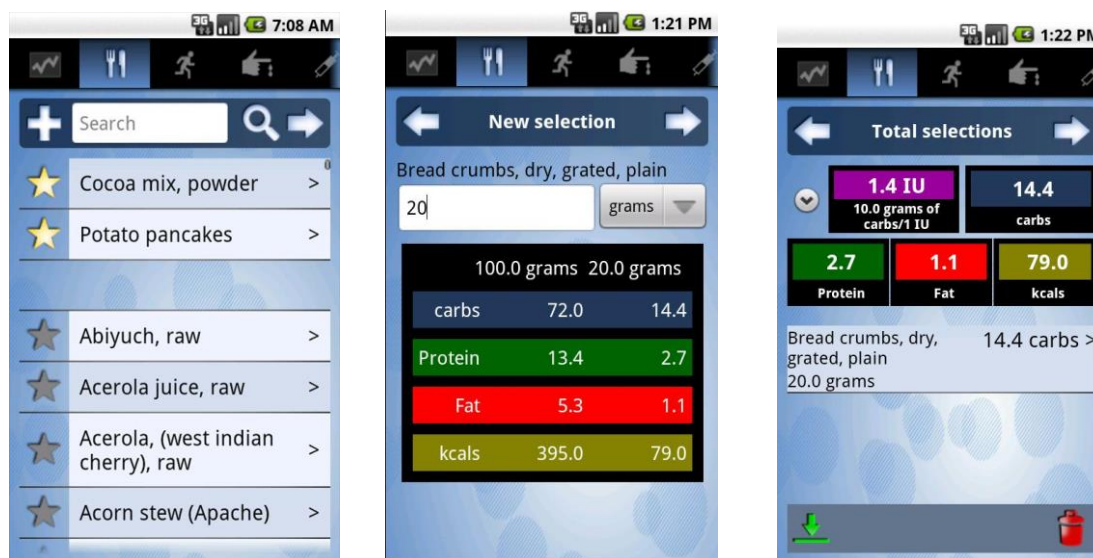 3G 7:08 AM
Search
0
Cocoa mix, powder >
Potato pancakes >
Abiyuch, raw >
Acerola juice, raw >
Acerola, (west indian
cherry), raw >
Acorn stew (Apache) >
3G 1:21 PM
New selection
Bread crumbs, dry, grated, plain
20 grams
100.0 grams 20.0 grams
carbs 72.0 14.4
Protein 13.4 2.7
Fat 5.3 1.1
kcals 395.0 79.0
3G 1:22 PM
Total selections
1.4 IU
10.0 grams of
carbs/1 IU
14.4
carbs
2.7 1.1 79.0
Protein Fat kcals
Bread crumbs, dry, 14.4 carbs >
grated, plain
20.0 grams